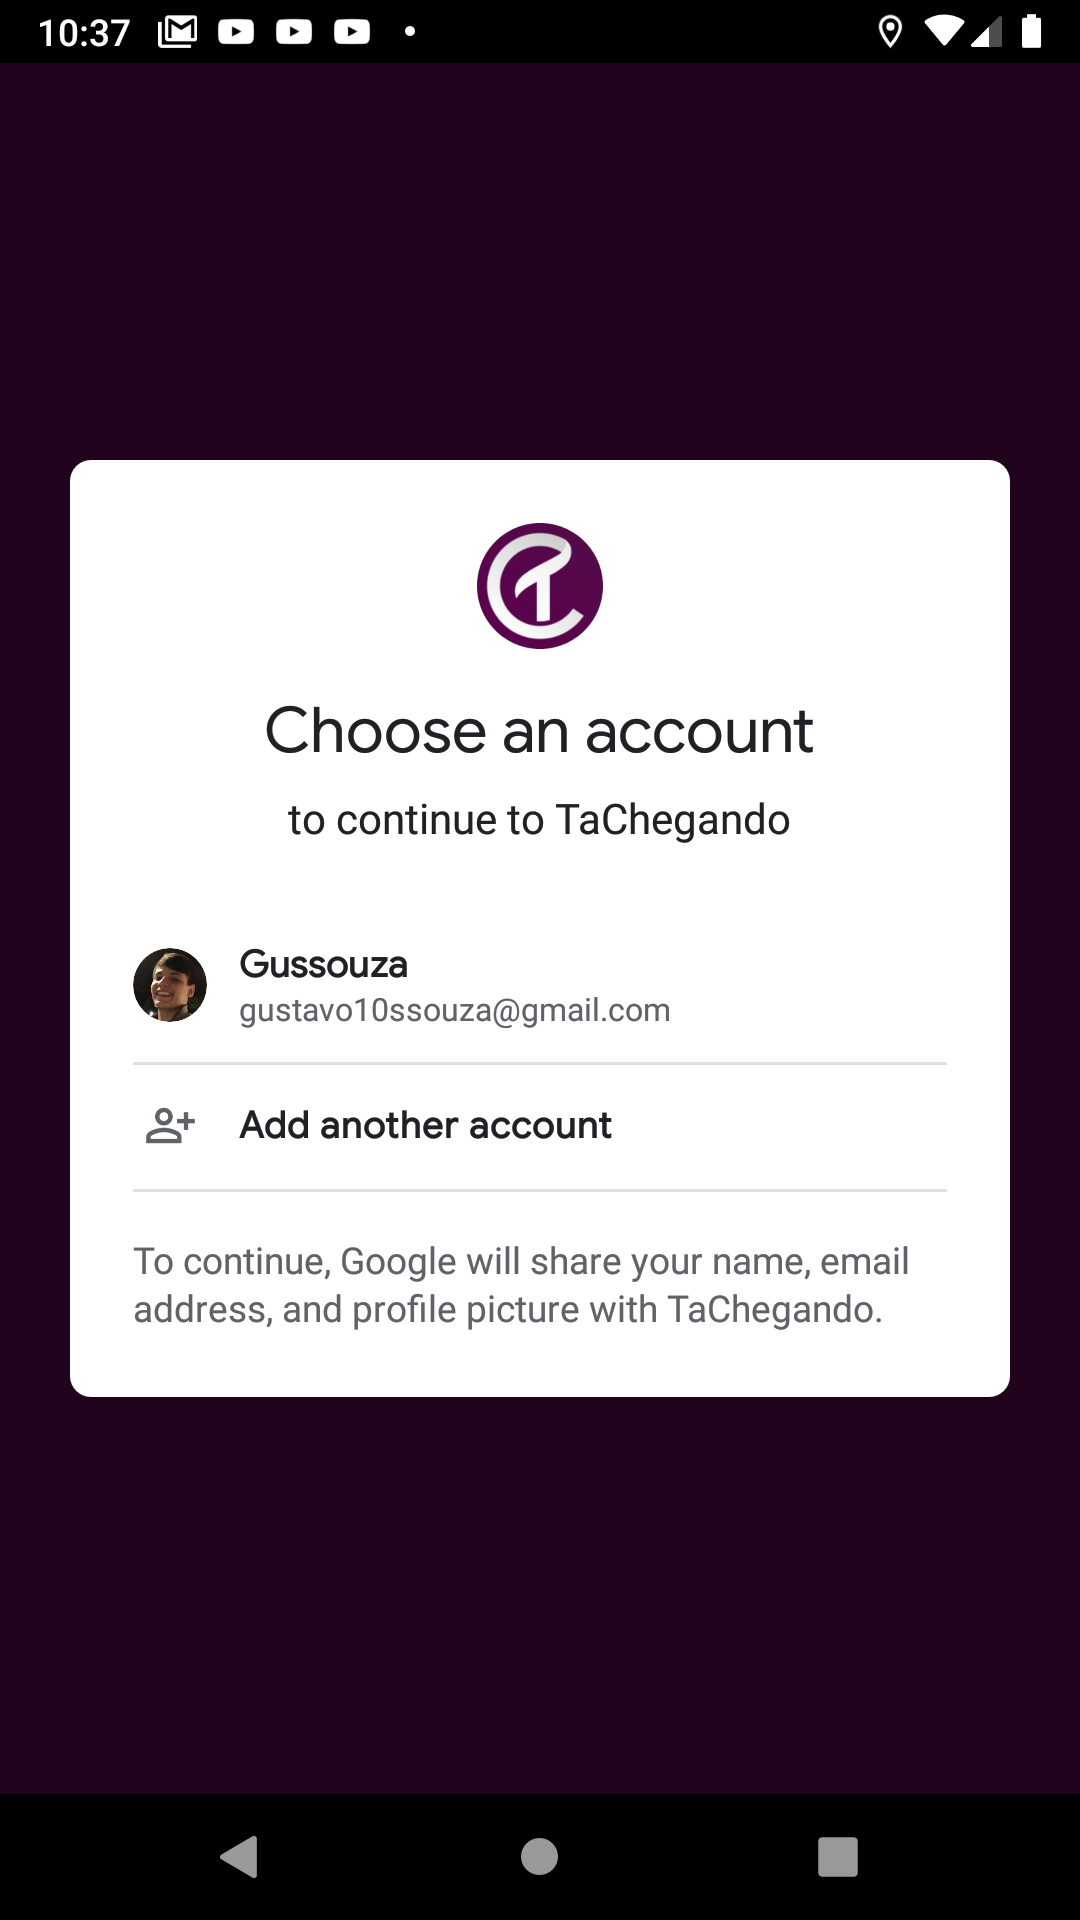 10:37
Choose an account
to continue to TaChegando
Gussouza
gustavo10ssouza@gmail.com
Add another account
To continue, Google will share your name, email
address, and profile picture with TaChegando.